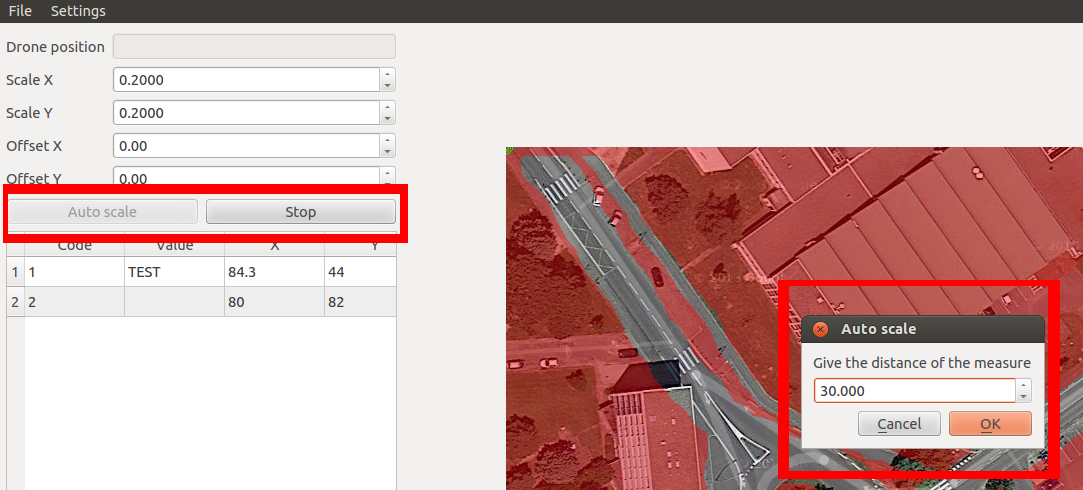 File Settings
Drone position
Scale X 0.2000
Scale Y 0.2000
Offset X 0.00
Offset Y 0.00
Auto scale Stop
Code Value X Y
1 1 TEST 84.3 44
2 2 80 82
Auto scale
Give the distance of the measure
30.000
Cancel OK